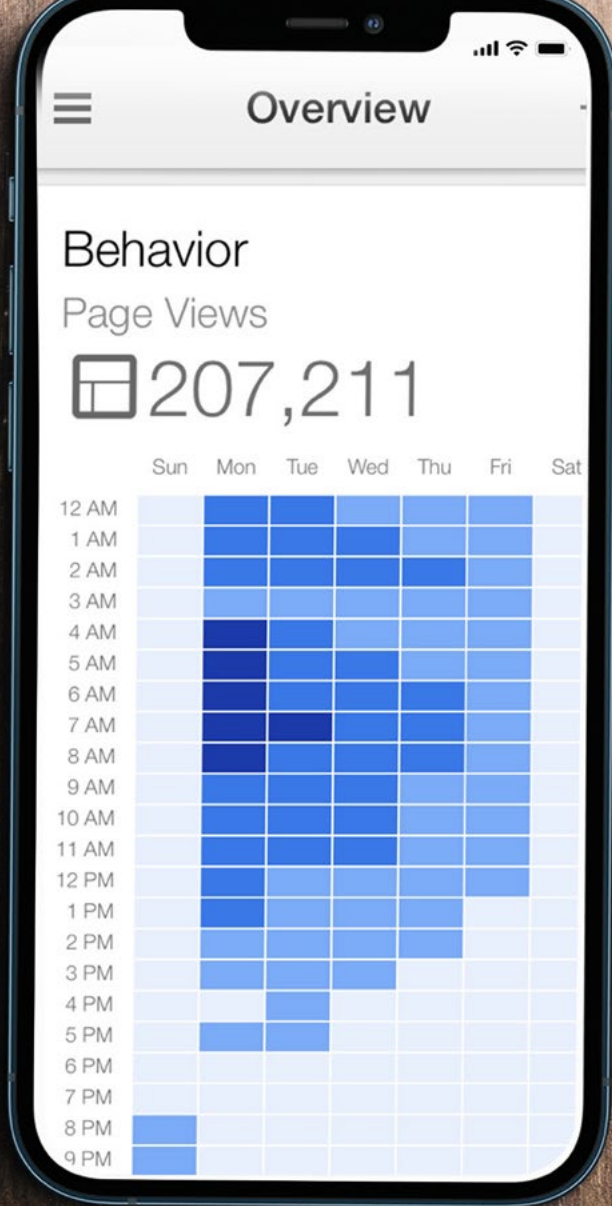 Overview
Behavior
Page Views
207,211
Sun Mon Tue Wed Thu Fri Sat
12 AM
1 AM
2 AM
3 AM
4 AM
5 AM
6 AM
7 AM
8 AM
9 AM
10 AM
11 AM
12 PM
1 PM
2 PM
3 PM
4 PM
5 PM
6 PM
7 PM
8 PM
9 PM